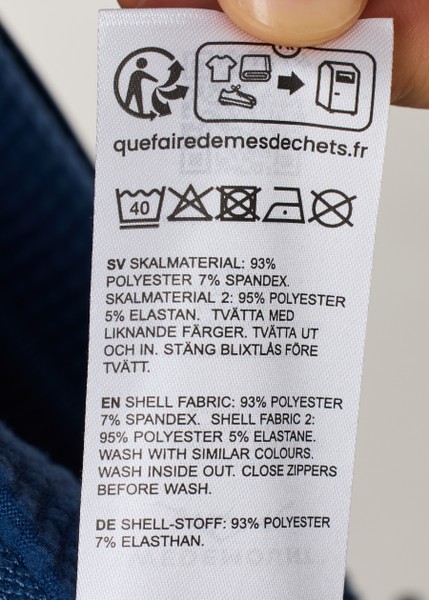 quefairedemesdechets.fr
40
SV SKALMATERIAL: 93%
POLYESTER 7% SPANDEX.
SKALMATERIAL 2: 95% POLYESTER
5% ELASTAN. TVÄTTA MED
LIKNANDE FÄRGER. TVÄTTA UT
OCH IN. STÄNG BLIXTLÅS FÖRE
TVÄTT.
EN SHELL FABRIC: 93% POLYESTER
7% SPANDEX. SHELL FABRIC 2:
95% POLYESTER 5% ELASTANE.
WASH WITH SIMILAR COLOURS.
WASH INSIDE OUT. CLOSE ZIPPERS
BEFORE WASH.
DE SHELL-STOFF: 93% POLYESTER
7% ELASTHAN.